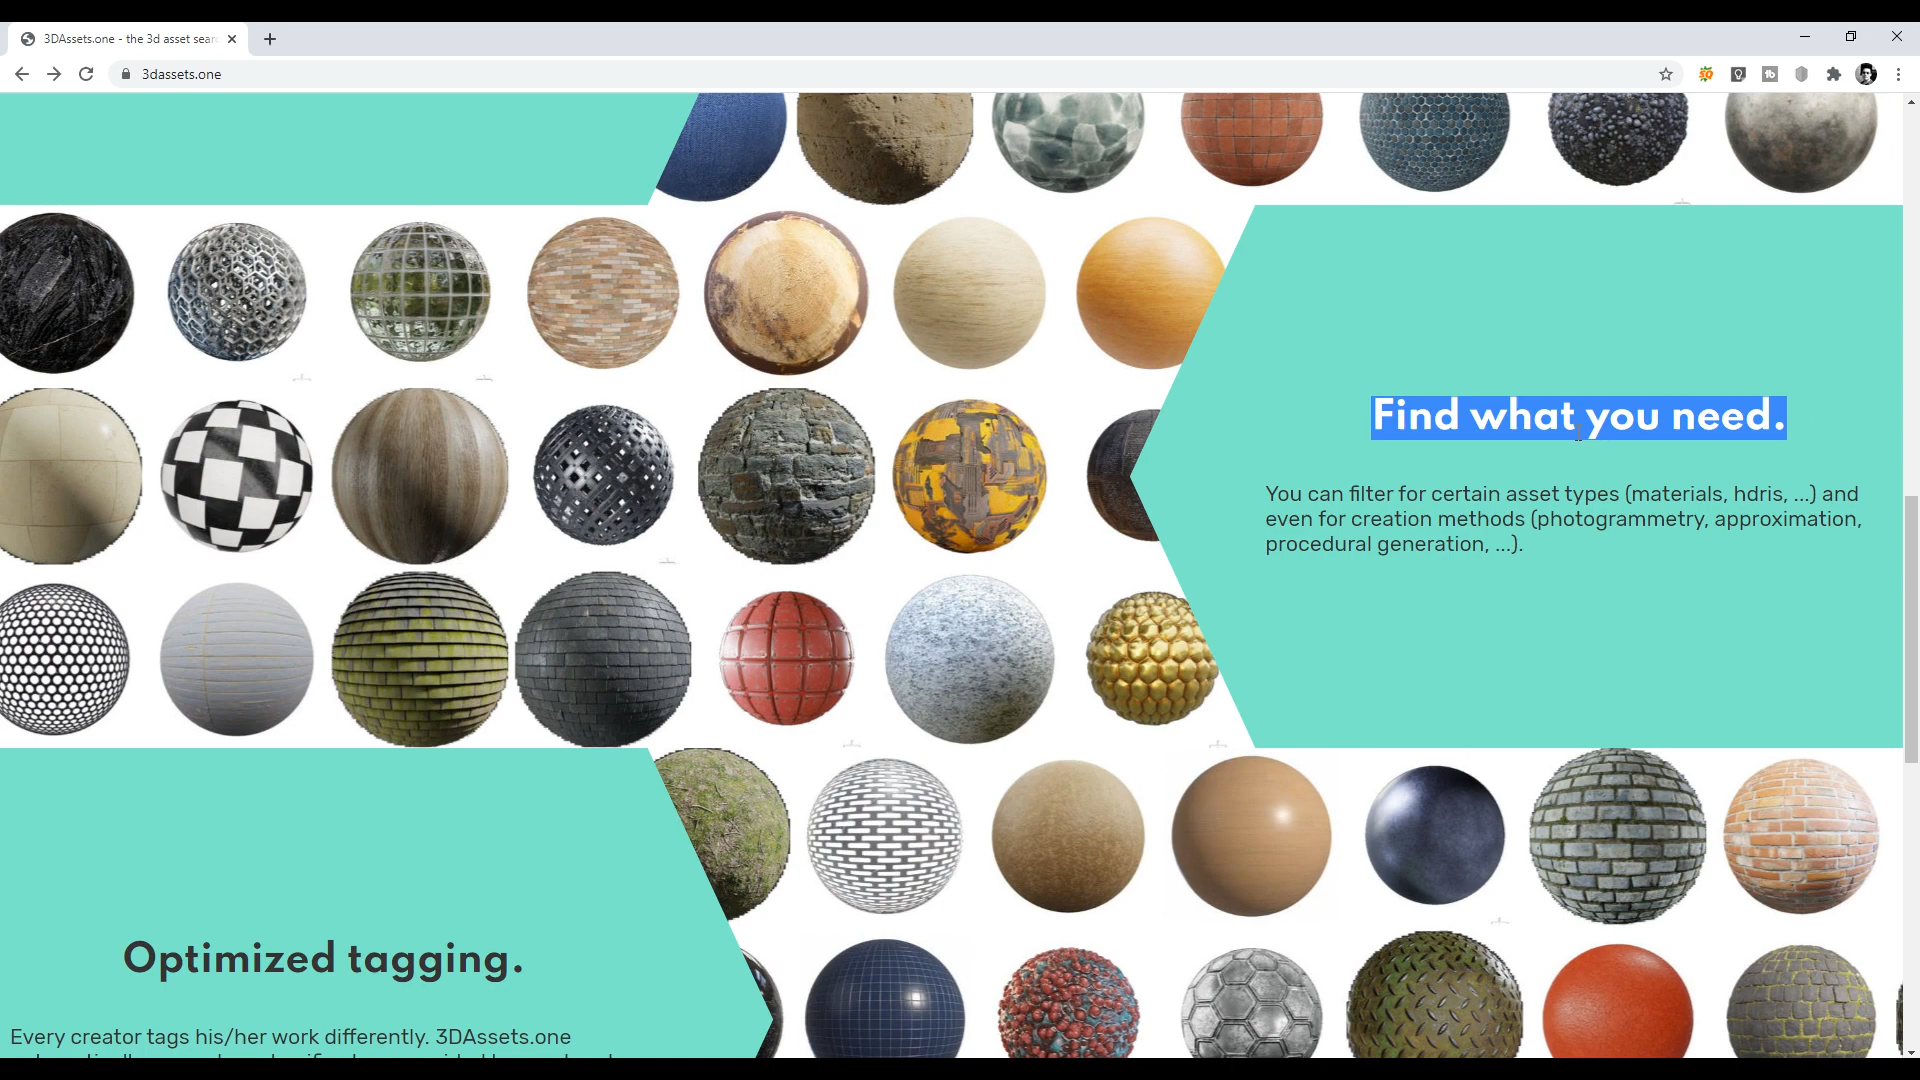 3DAssets.one - the 3d asset sear
3dassets.one
Find what you need.
You can filter for certain asset types (materials, hdris, ...) and
even for creation methods (photogrammetry, approximation,
procedural generation, ...).
Optimized tagging.
Every creator tags his/her work differently. 3DAssets.one